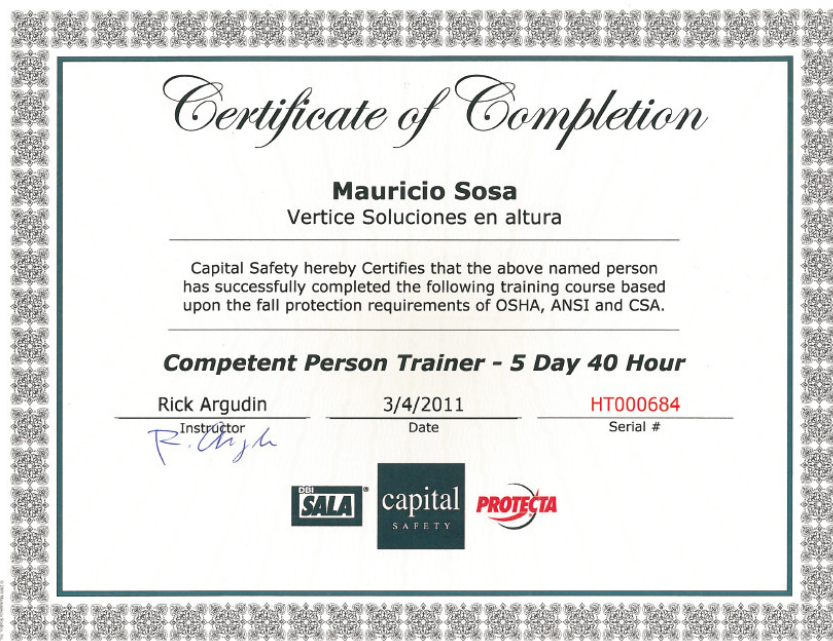 Certificate of Completion
Mauricio Sosa
Vertice Soluciones en altura
Capital Safety hereby Certifies that the above named person
has successfully completed the following training course based
upon the fall protection requirements of OSHA, ANSI and CSA.
Competent Person Trainer - 5 Day 40 Hour
Rick Argudin 3/4/2011 HT000684
Instructor Date Serial #
DBI
SALA® capital PROTECTA
SAFETY